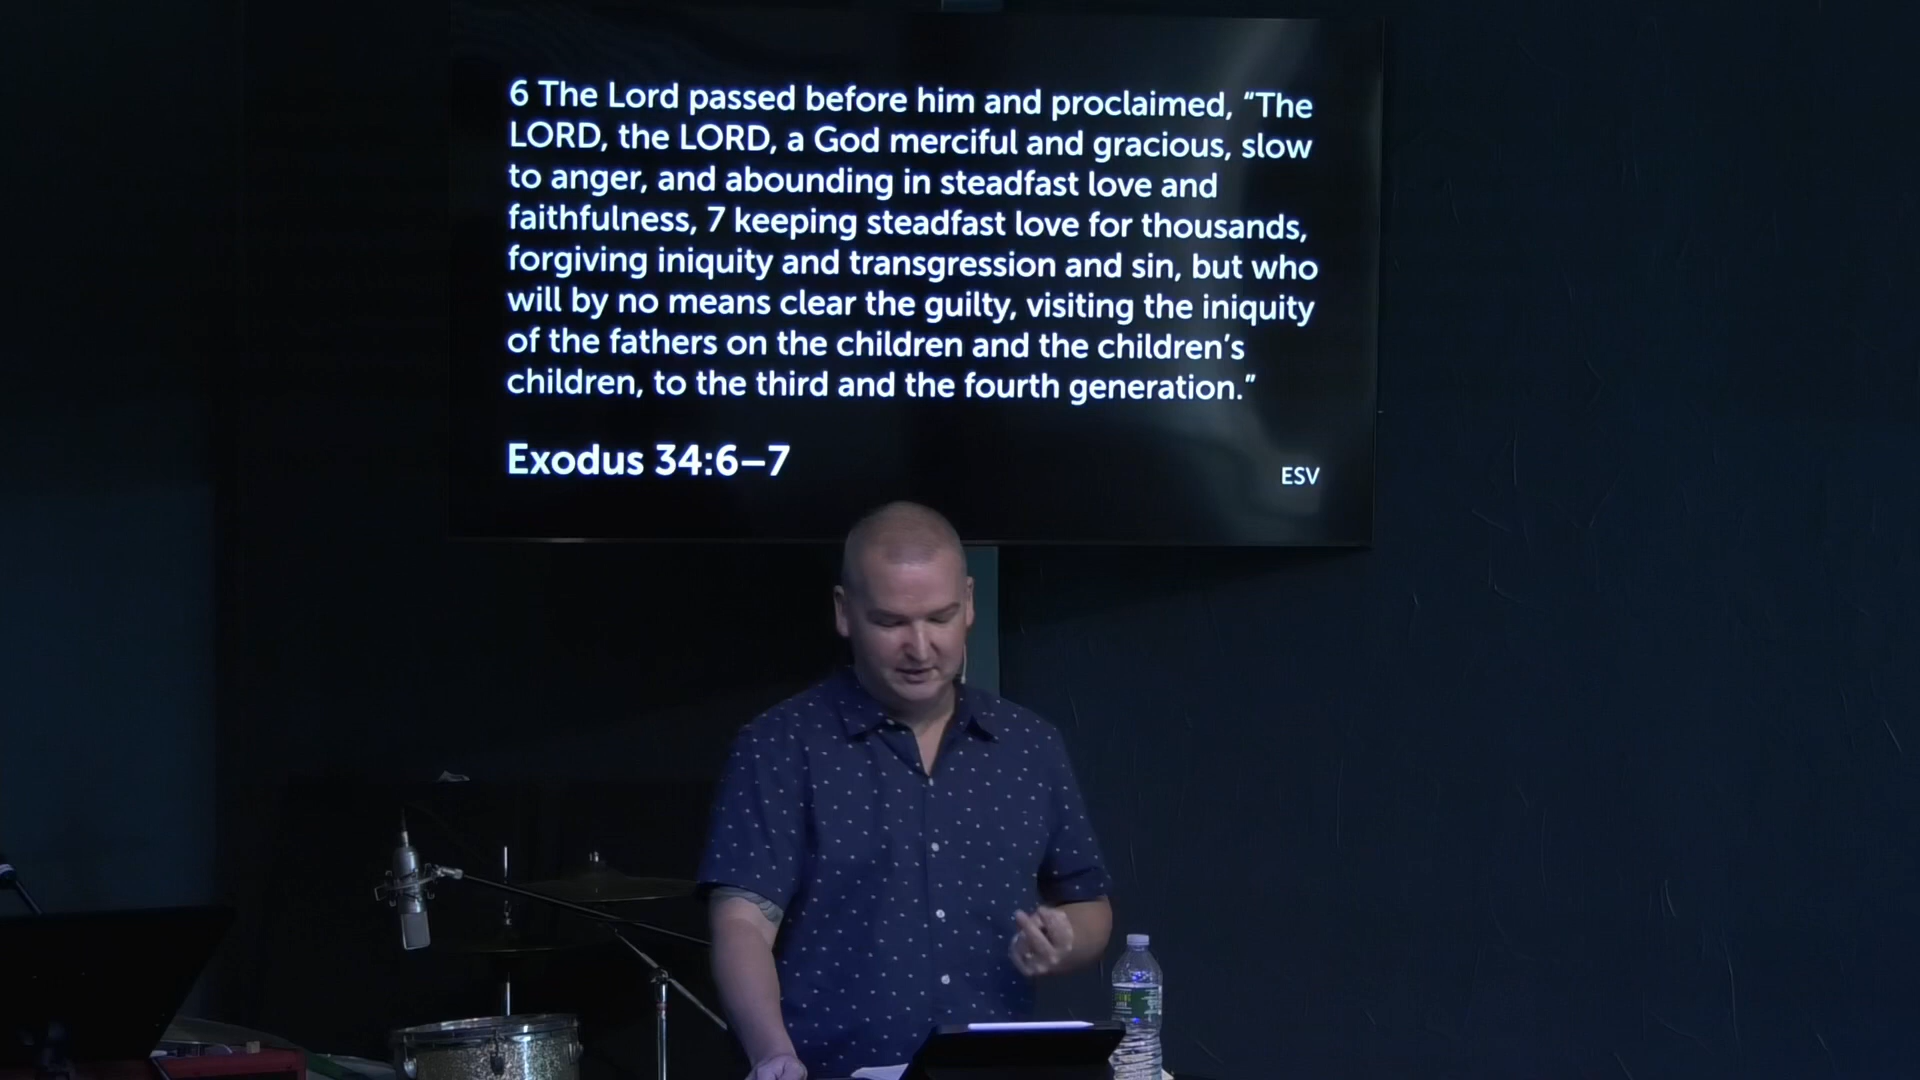 6 The Lord passed before him and proclaimed, “The
LORD, the LORD, a God merciful and gracious, slow
to anger, and abounding in steadfast love and
faithfulness, 7 keeping steadfast love for thousands,
forgiving iniquity and transgression and sin, but who
will by no means clear the guilty, visiting the iniquity
of the fathers on the children and the children’s
children, to the third and the fourth generation.”
Exodus 34:6–7
ESV